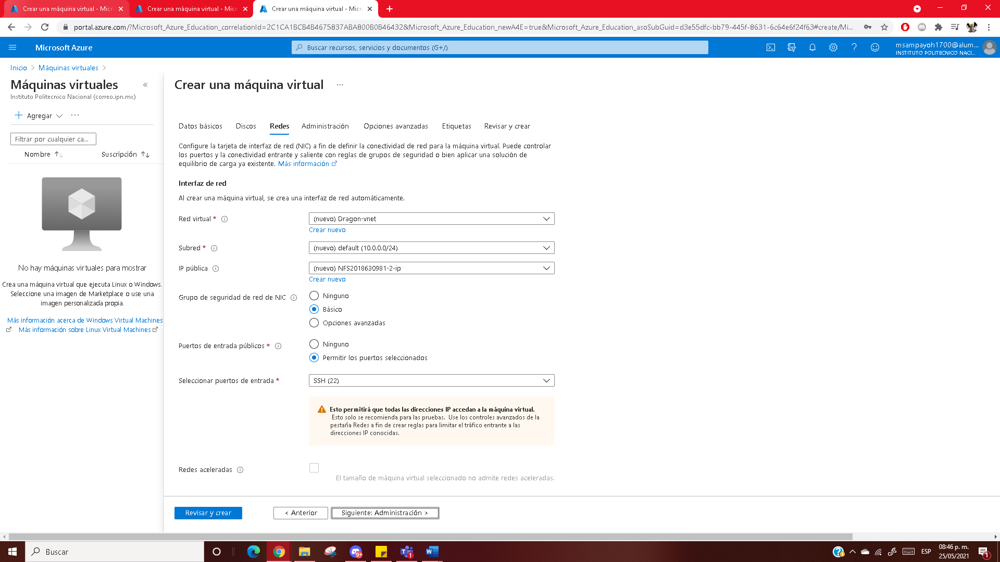 Crear una máquina virtual - Micr
Crear una máquina virtual - Micr
Crear una máquina virtual - Micr
portal.azure.com/?Microsoft_Azure_Education_correlationId=2C1CA1BCB4B4675837ABA800B0B46432&Microsoft_Azure_Education_newA4E=true&Microsoft_Azure_Education_asoSubGuid=d3e55dfc-bb79-445f-8631-6c64e6f24f63#create/Mi...
Microsoft Azure
Buscar recursos, servicios y documentos (G+/)
msampayoh1700@alum...
INSTITUTO POLITECNICO NACI...
Inicio > Máquinas virtuales >
Máquinas virtuales
Instituto Politecnico Nacional (correo.ipn.mx)
Agregar
Filtrar por cualquier ca...
Nombre
Suscripción
No hay máquinas virtuales para mostrar
Crea una máquina virtual que ejecuta Linux o Windows.
Seleccione una imagen de Marketplace o use una
imagen personalizada propia.
Más información acerca de Windows Virtual Machines
Más información sobre Linux Virtual Machines
Crear una máquina virtual ...
Datos básicos
Discos
Redes
Administración
Opciones avanzadas
Etiquetas
Revisar y crear
Configure la tarjeta de interfaz de red (NIC) a fin de definir la conectividad de red para la máquina virtual. Puede controlar
los puertos y la conectividad entrante y saliente con reglas de grupos de seguridad o bien aplicar una solución de
equilibrio de carga ya existente. Más información
Interfaz de red
Al crear una máquina virtual, se crea una interfaz de red automáticamente.
Red virtual *
(nuevo) Dragon-vnet
Crear nuevo
Subred *
(nuevo) default (10.0.0.0/24)
IP pública
(nuevo) NFS2018630981-2-ip
Crear nuevo
Grupo de seguridad de red de NIC
Ninguno
Básico
Opciones avanzadas
Puertos de entrada públicos *
Ninguno
Permitir los puertos seleccionados
Seleccionar puertos de entrada *
SSH (22)
Esto permitirá que todas las direcciones IP accedan a la máquina virtual.
Esto solo se recomienda para las pruebas. Use los controles avanzados de la
pestaña Redes a fin de crear reglas para limitar el tráfico entrante a las
direcciones IP conocidas.
Redes aceleradas
El tamaño de máquina virtual seleccionado no admite redes aceleradas.
Revisar y crear
< Anterior
Siguiente: Administración >
Buscar
9+
1
ESP
08:46 p. m.
25/05/2021
1